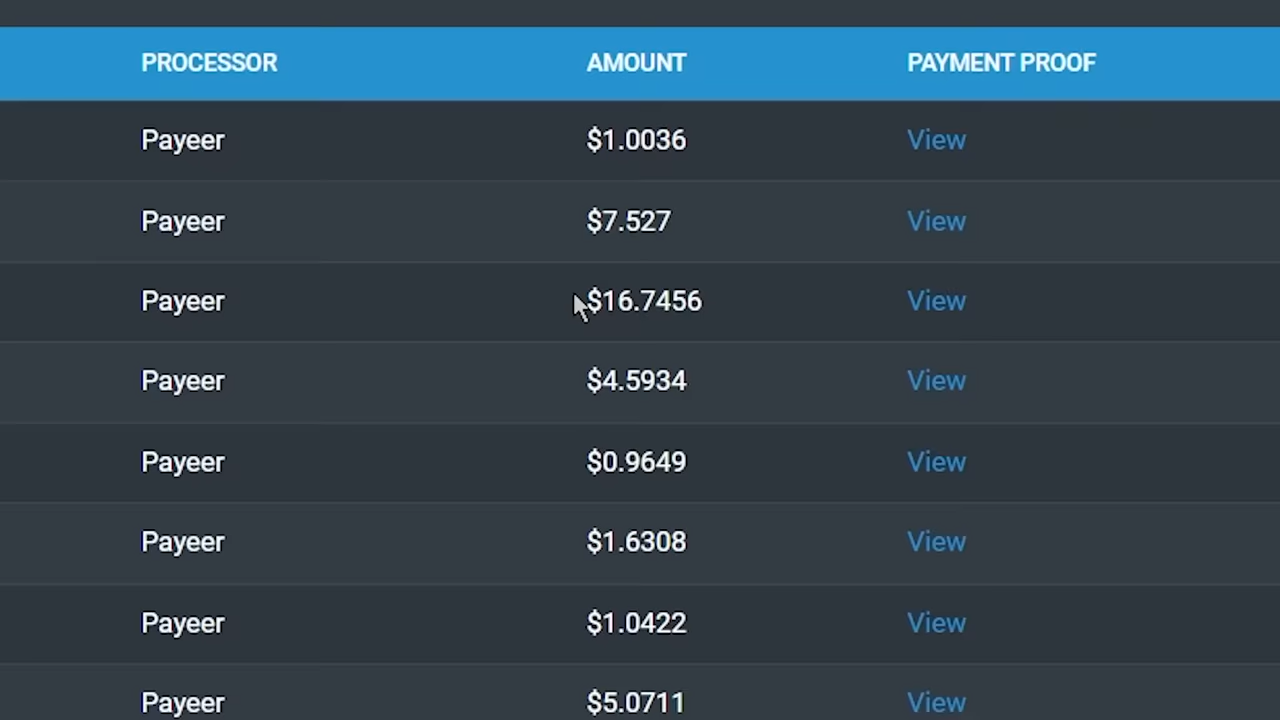 PROCESSOR AMOUNT PAYMENT PROOF
Payeer $1.0036 View
Payeer $7.527 View
Payeer $16.7456 View
Payeer $4.5934 View
Payeer $0.9649 View
Payeer $1.6308 View
Payeer $1.0422 View
Payeer $5.0711 View